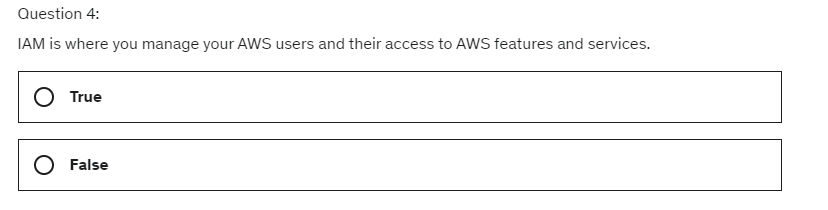 Question 4:
IAM is where you manage your AWS users and their access to AWS features and services.
True
False